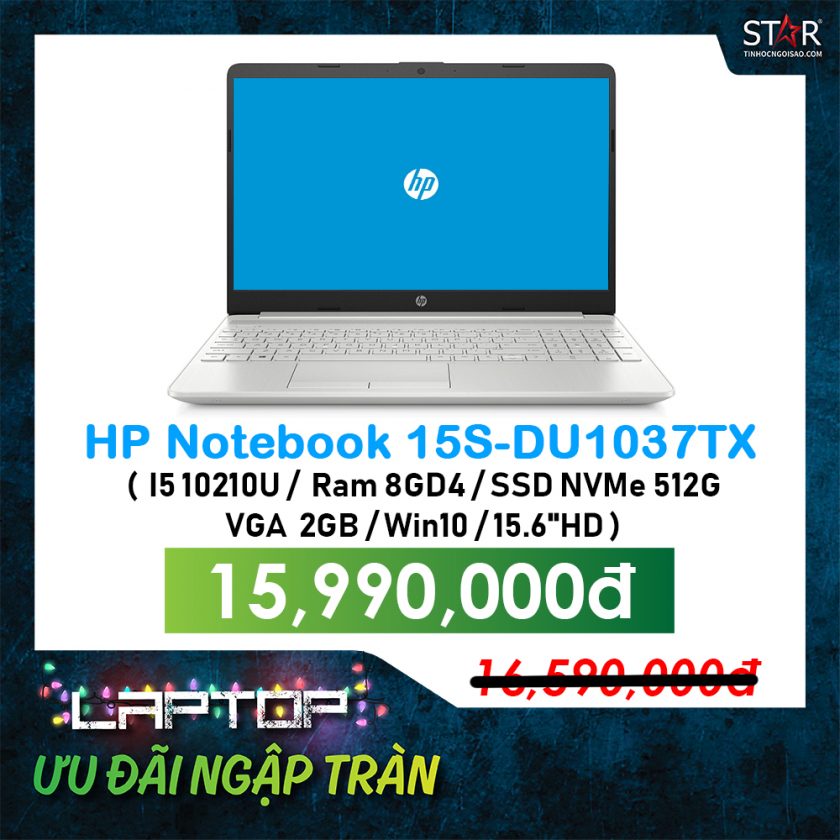 STAR
TINHOCNGOISAO.COM
hp
hp
HP Notebook 15S-DU1037TX
( I5 10210U / Ram 8GD4 / SSD NVMe 512G
VGA 2GB / Win10 / 15.6"HD )
15,990,000đ
16,590,000đ
LAPTOP
ƯU ĐÃI NGẬP TRÀN